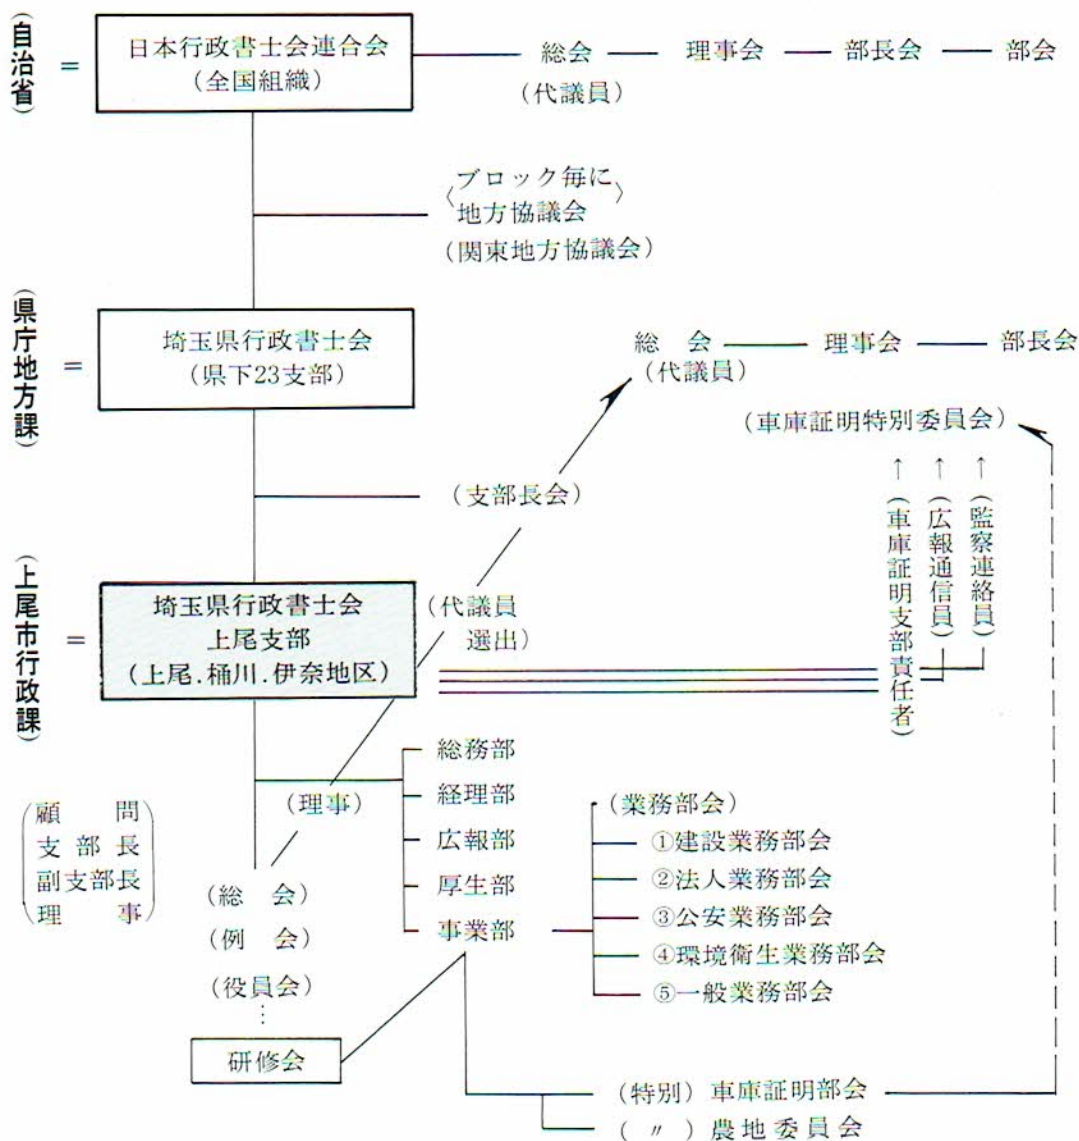 (自治省)
=
日本行政書士会連合会
(全国組織)
総会 ― 理事会 ― 部長会 ― 部会
(代議員)
〈ブロック毎に
地方協議会〉
(関東地方協議会)
(県庁地方課)
=
埼玉県行政書士会
(県下23支部)
総 会 ― 理事会 ― 部長会
(代議員)
(車庫証明特別委員会)
(支部長会)
↑(車庫証明支部責任者)
↑(広報通信員)
↑(監察連絡員)
(上尾市行政課)
=
埼玉県行政書士会
上尾支部
(上尾.桶川.伊奈地区)
(代議員
選出)
顧 問
支 部 長
副支部長
理 事
(理事)
総務部
経理部
広報部
厚生部
事業部
(業務部会)
①建設業務部会
②法人業務部会
③公安業務部会
④環境衛生業務部会
⑤一般業務部会
(総 会)
(例 会)
(役員会)
⋮
研修会
(特別) 車庫証明部会
( 〃 ) 農地委員会